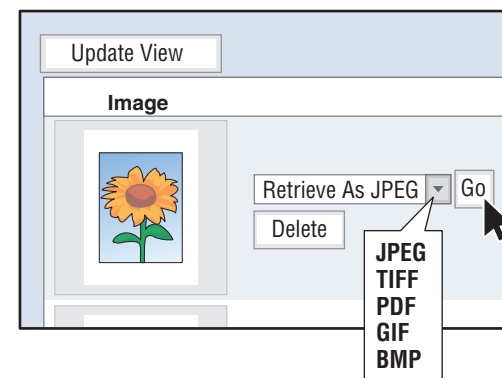 Update View
Image
Retrieve As JPEG
Go
Delete
JPEG
TIFF
PDF
GIF
BMP